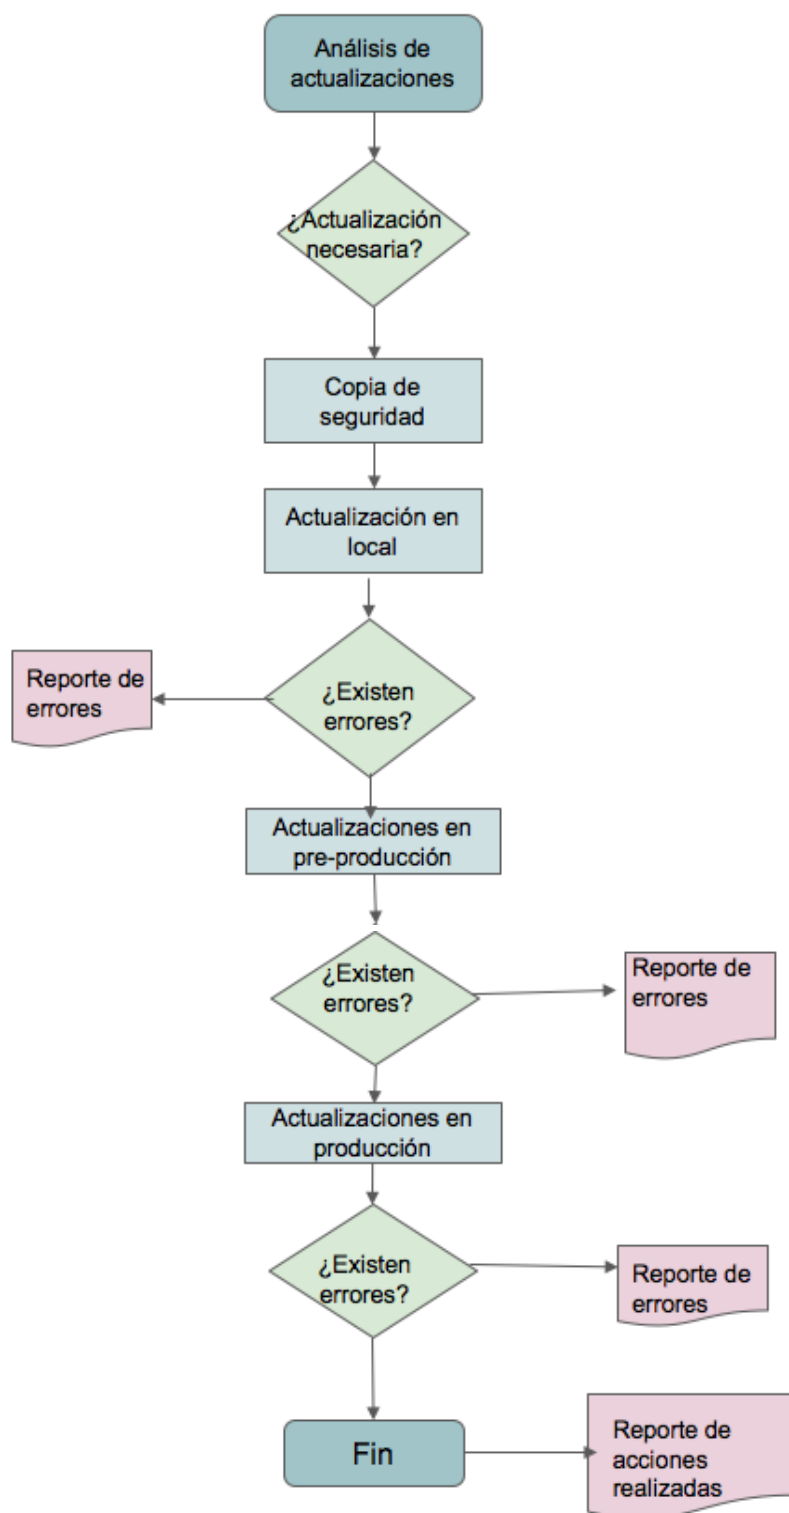 Análisis de
actualizaciones
¿Actualización
necesaria?
Copia de
seguridad
Actualización en
local
Reporte de
errores
¿Existen
errores?
Actualizaciones en
pre-producción
¿Existen
errores?
Reporte de
errores
Actualizaciones en
producción
¿Existen
errores?
Reporte de
errores
Fin
Reporte de
acciones
realizadas